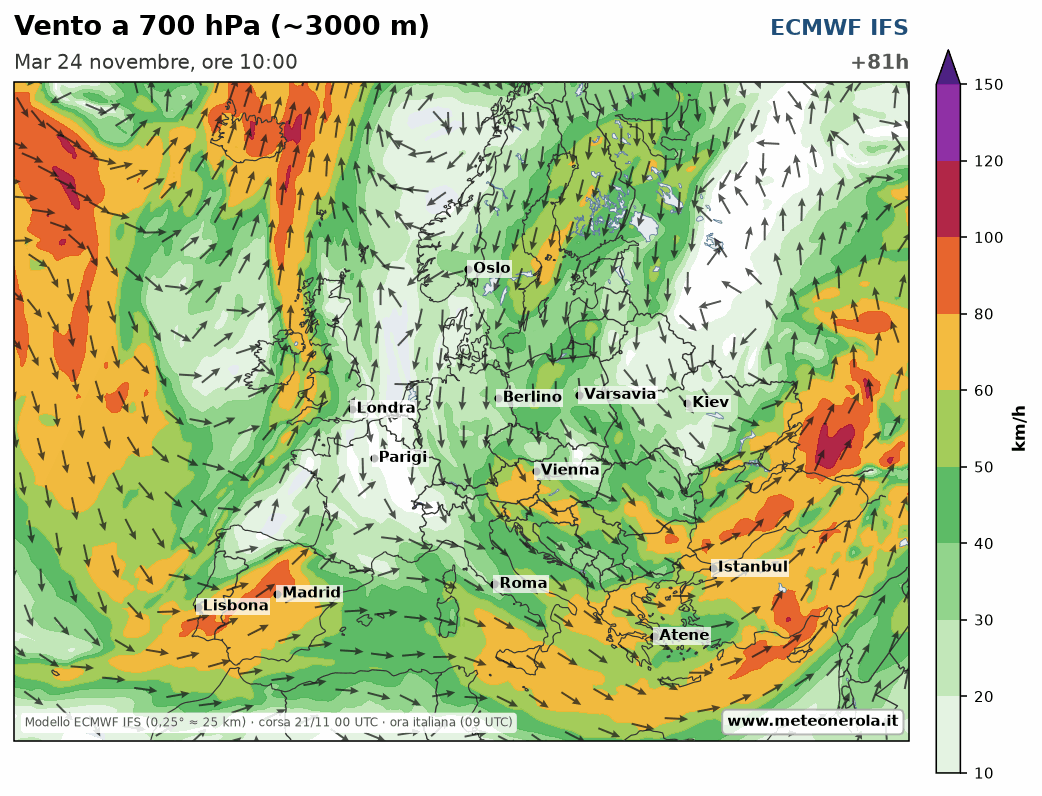 Vento a 700 hPa (~3000 m)
ECMWF IFS
Mar 24 novembre, ore 10:00
+81h
150
120
100
80
60
50
40
30
20
10
km/h
Oslo
Berlino
Varsavia
Kiev
Londra
Parigi
Vienna
Istanbul
Roma
Madrid
Lisbona
Atene
Modello ECMWF IFS (0,25° ≈ 25 km) · corsa 21/11 00 UTC · ora italiana (09 UTC)
www.meteonerola.it